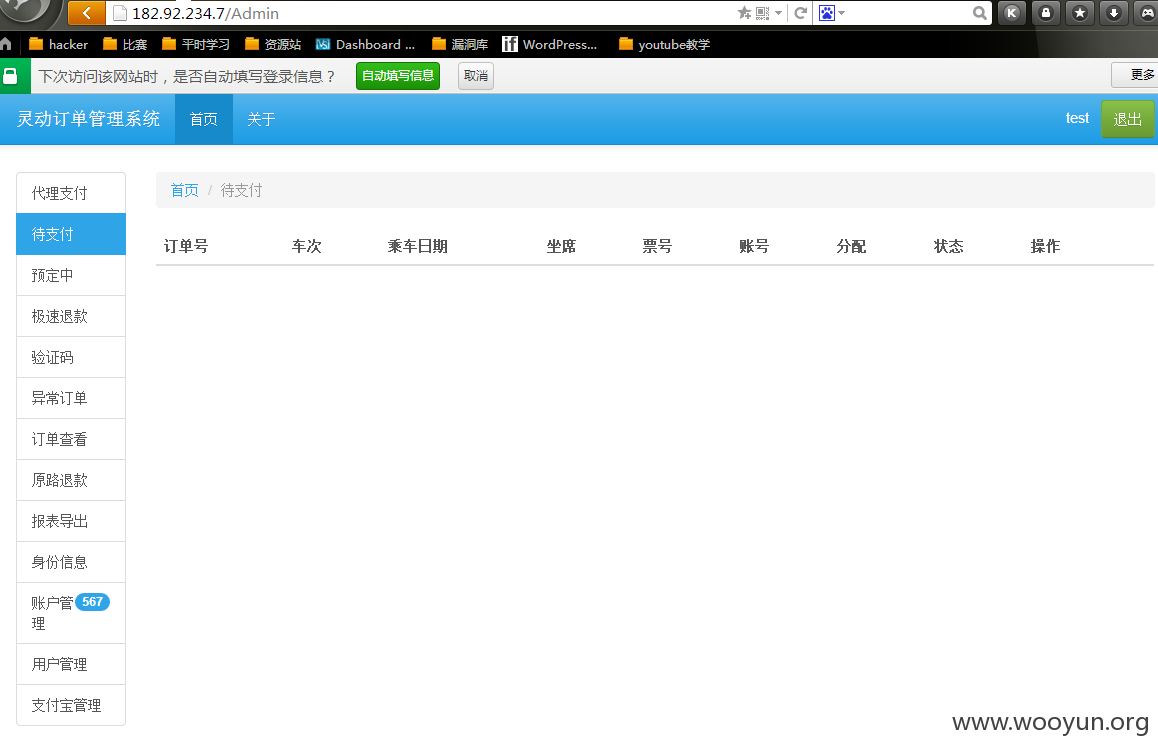 182.92.234.7/Admin
hacker 比赛 平时学习 资源站 Dashboard ... 漏洞库 WordPress... youtube教学
下次访问该网站时，是否自动填写登录信息？ 自动填写信息 取消 更多
灵动订单管理系统 首页 关于 test 退出
代理支付
待支付
预定中
极速退款
验证码
异常订单
订单查看
原路退款
报表导出
身份信息
账户管 567
理
用户管理
支付宝管理
首页 / 待支付
订单号 车次 乘车日期 坐席 票号 账号 分配 状态 操作
www.wooyun.org